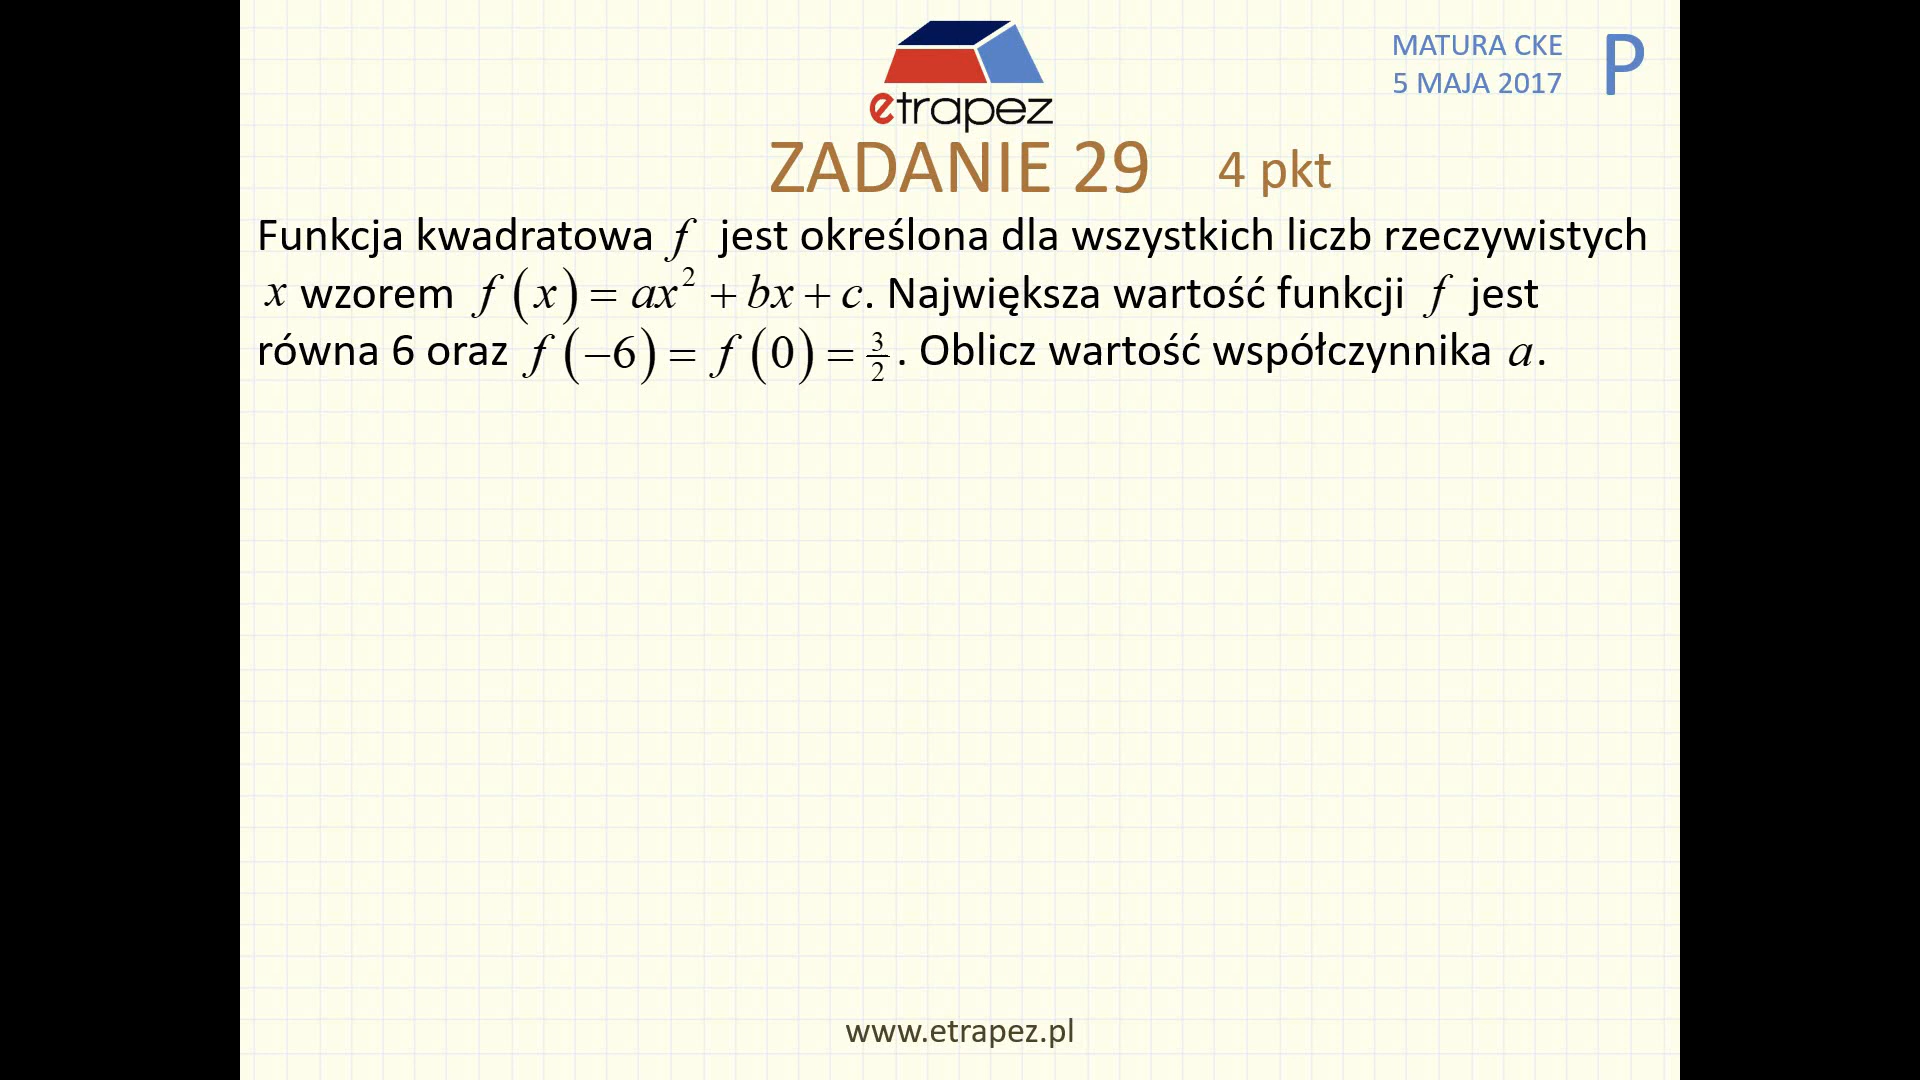 etrapez
MATURA CKE
5 MAJA 2017
P
ZADANIE 29 4 pkt
Funkcja kwadratowa f jest określona dla wszystkich liczb rzeczywistych
x wzorem f(x) = ax² + bx + c. Największa wartość funkcji f jest
równa 6 oraz f(−6) = f(0) = 3/2. Oblicz wartość współczynnika a.
www.etrapez.pl